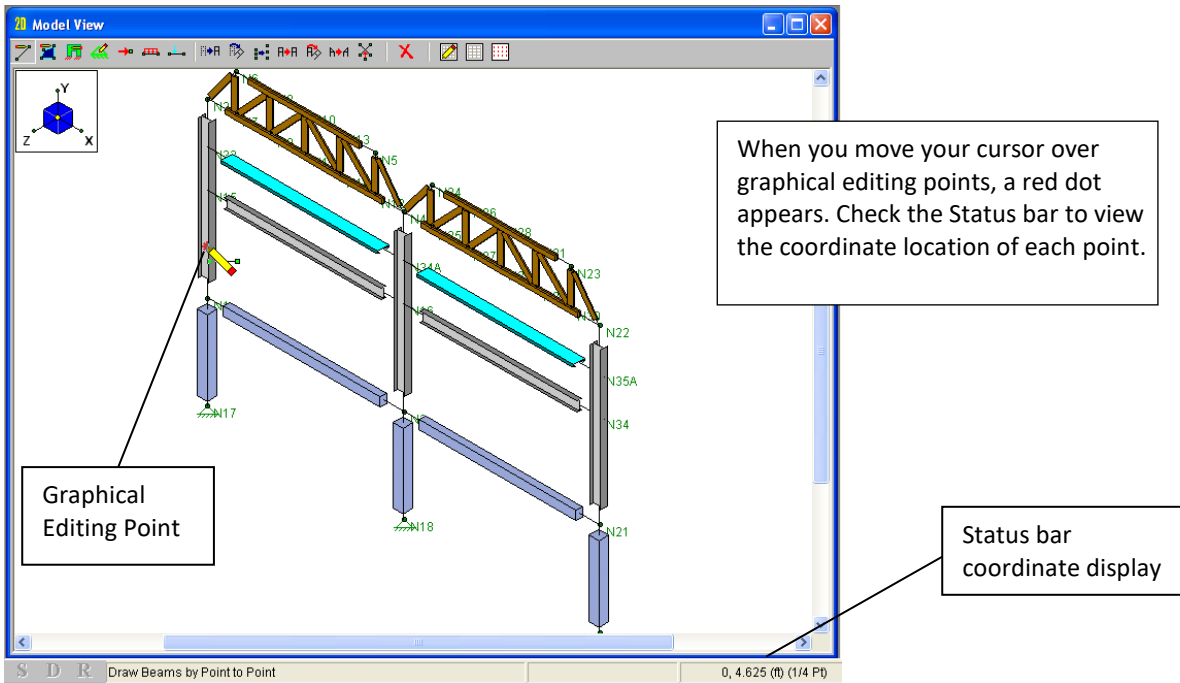 2D Model View
Y
Z X
N5
N4
N24
N23
N22
N34A
N35A
N34
N17
N18
N21
When you move your cursor over
graphical editing points, a red dot
appears. Check the Status bar to view
the coordinate location of each point.
Graphical
Editing Point
Status bar
coordinate display
S D R Draw Beams by Point to Point 0, 4.625 (ft) (1/4 Pt)